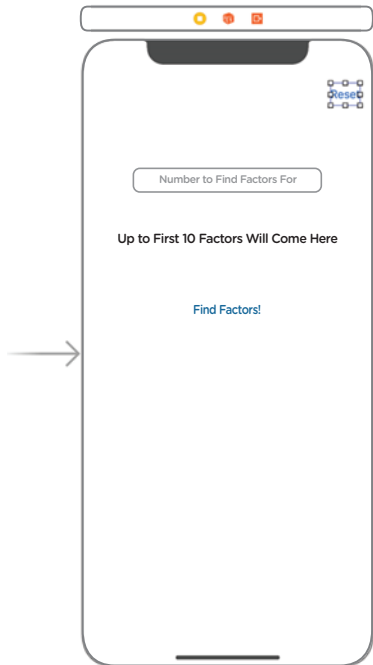 Reset
Number to Find Factors For
Up to First 10 Factors Will Come Here
Find Factors!